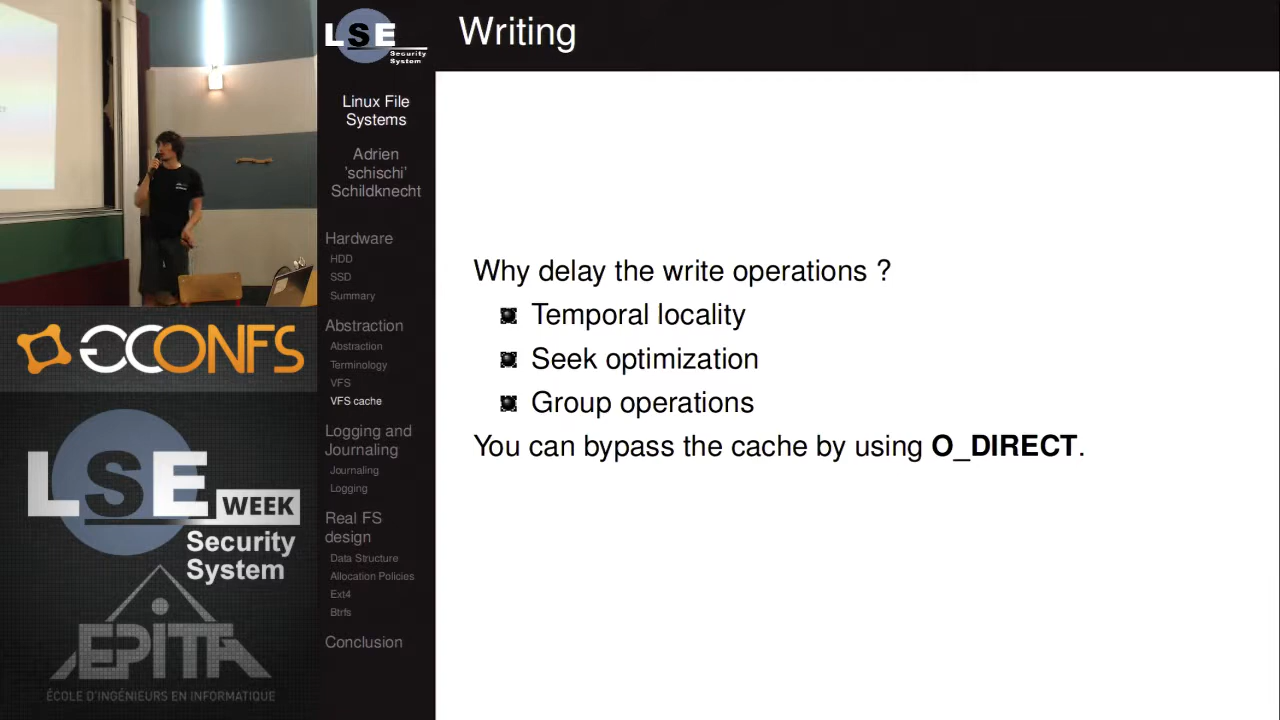 LSE
Security
System
Writing
Linux File
Systems
Adrien
'schischi'
Schildknecht
Hardware
HDD
SSD
Summary
Abstraction
Abstraction
Terminology
VFS
VFS cache
Logging and
Journaling
Journaling
Logging
Real FS
design
Data Structure
Allocation Policies
Ext4
Btrfs
Conclusion
Why delay the write operations ?
Temporal locality
Seek optimization
Group operations
You can bypass the cache by using O_DIRECT.
GCONFS
LSE WEEK
Security
System
EPITA
ÉCOLE D'INGÉNIEURS EN INFORMATIQUE